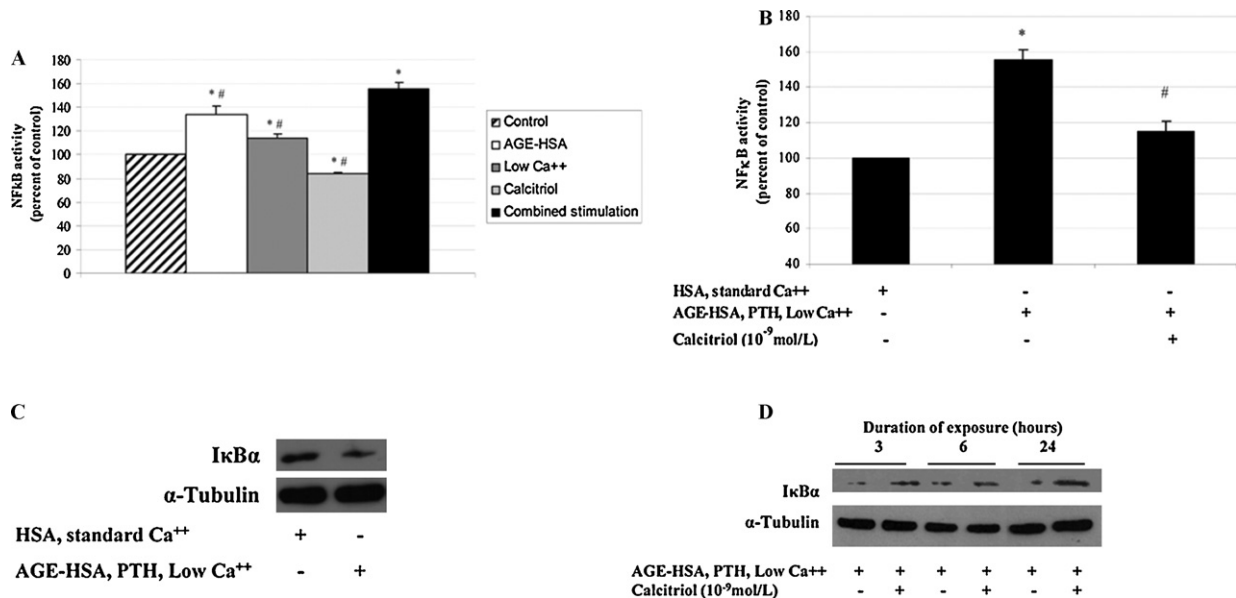 A
NFkB activity
(percent of control)
180
160
140
120
100
80
60
40
20
0
* #
* #
* #
*
Control
AGE-HSA
Low Ca++
Calcitriol
Combined stimulation
B
NFκB activity
(percent of control)
180
160
140
120
100
80
60
40
*
#
HSA, standard Ca++ + - -
AGE-HSA, PTH, Low Ca++ - + +
Calcitriol (10-9mol/L) - - +
C
IκBα
α-Tubulin
HSA, standard Ca++ + -
AGE-HSA, PTH, Low Ca++ - +
D
Duration of exposure (hours)
3 6 24
IκBα
α-Tubulin
AGE-HSA, PTH, Low Ca++ + + + + + +
Calcitriol (10-9mol/L) - + - + - +